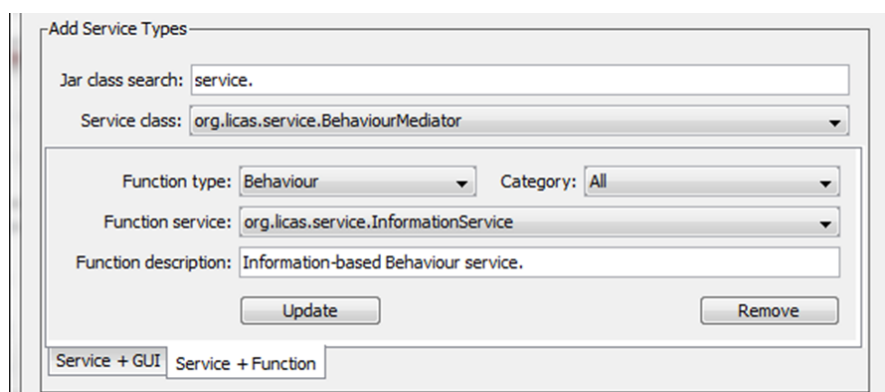 Add Service Types
Jar class search: service.
Service class: org.licas.service.BehaviourMediator
Function type: Behaviour Category: All
Function service: org.licas.service.InformationService
Function description: Information-based Behaviour service.
Update Remove
Service + GUI Service + Function